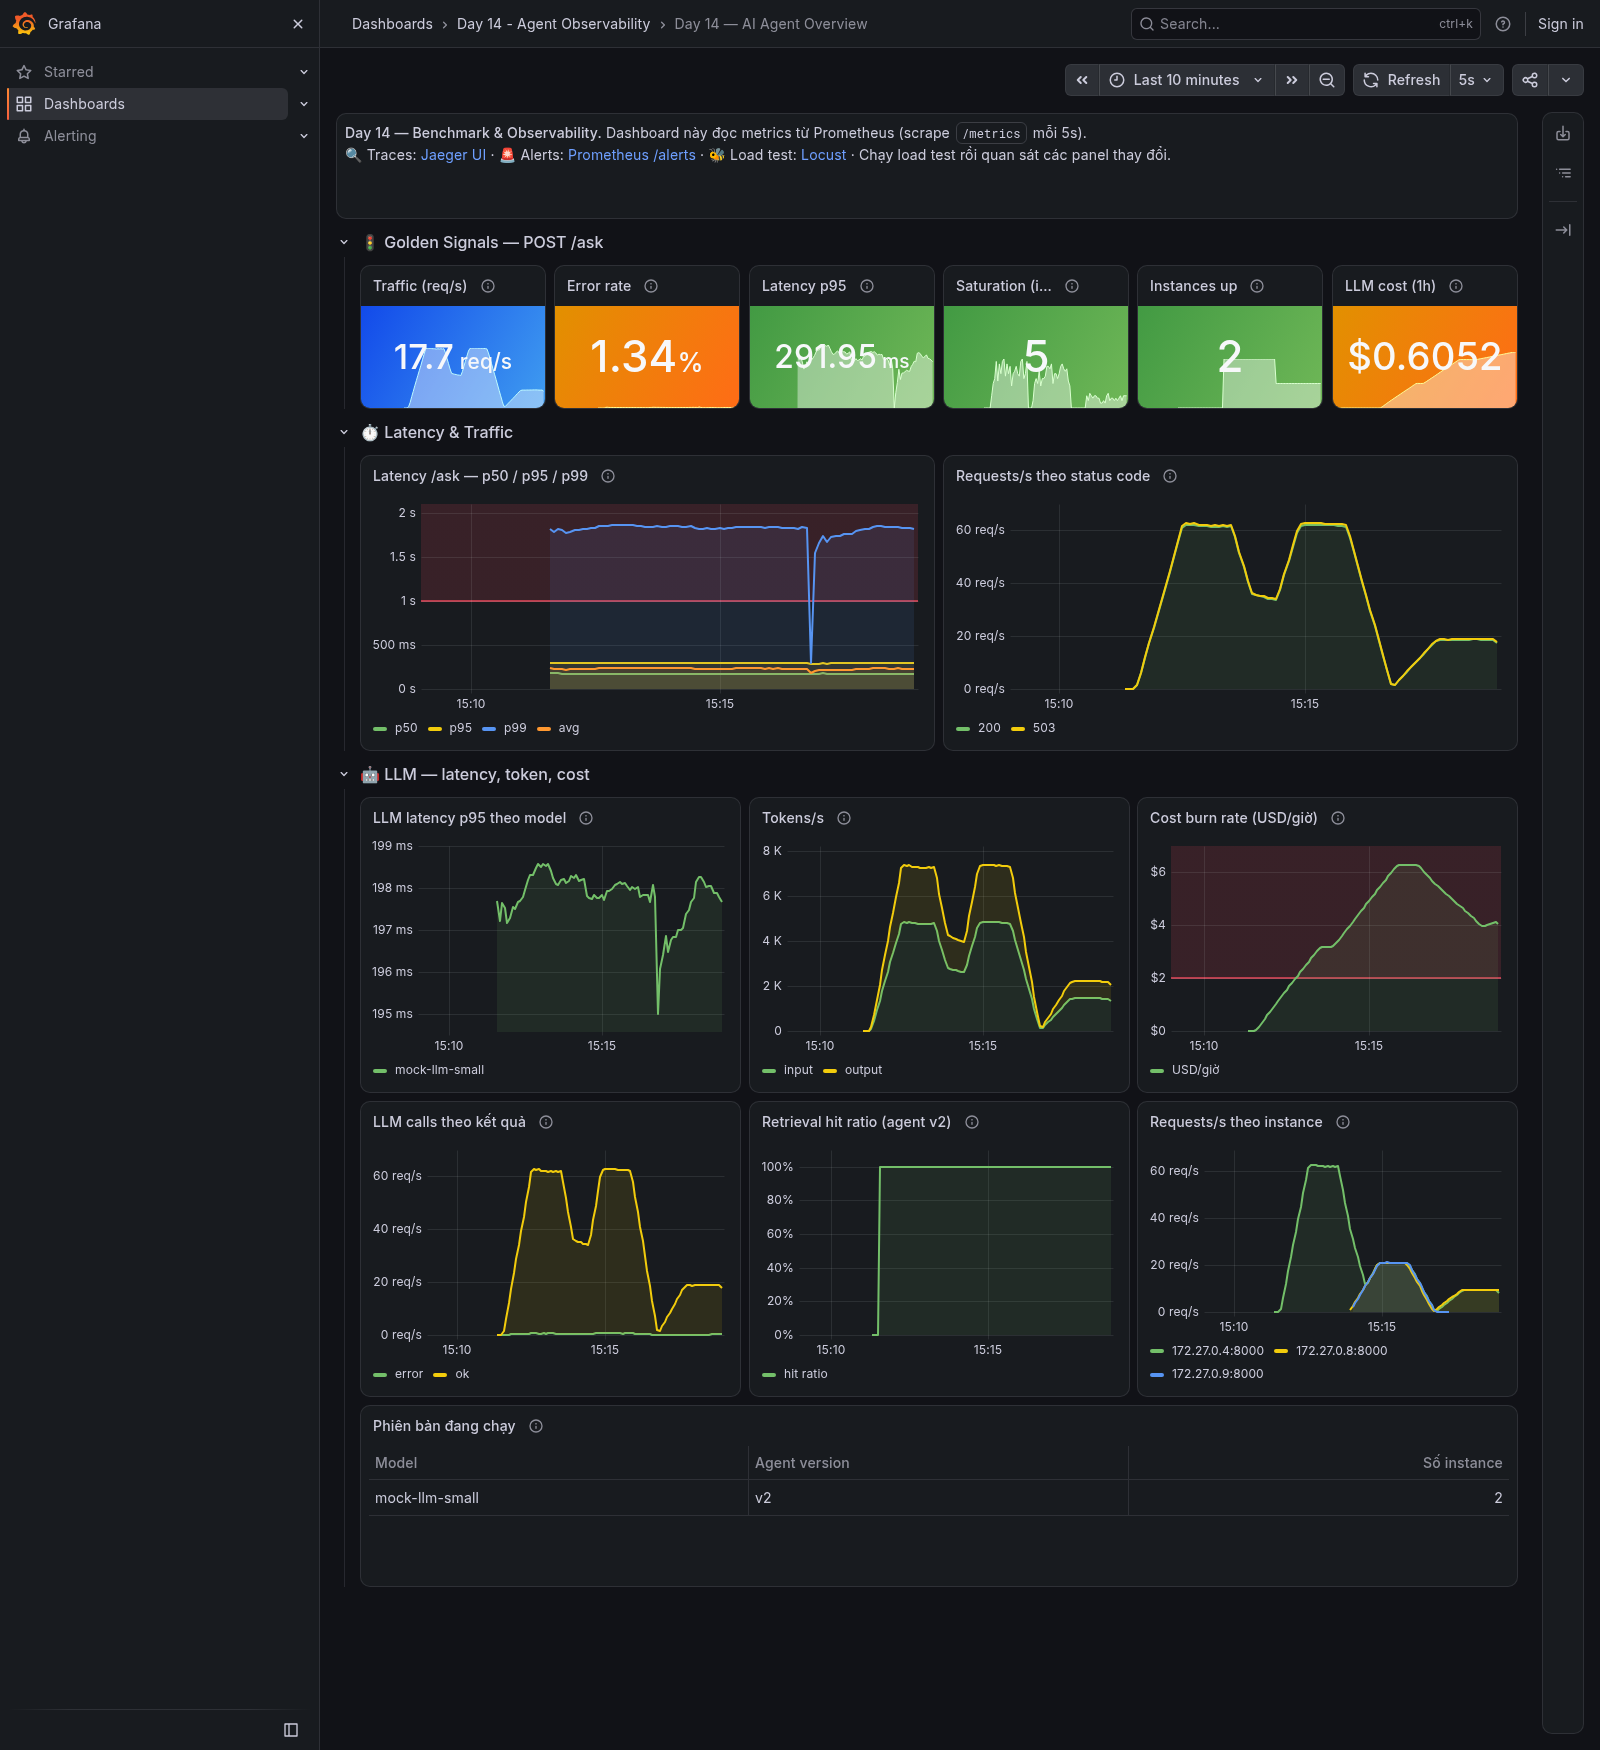 Grafana
Dashboards › Day 14 - Agent Observability › Day 14 — AI Agent Overview
Search...
ctrl+k
Sign in
Starred
Dashboards
Alerting
Last 10 minutes
Refresh
5s
Day 14 — Benchmark & Observability. Dashboard này đọc metrics từ Prometheus (scrape /metrics mỗi 5s).
🔍 Traces: Jaeger UI · 🚨 Alerts: Prometheus /alerts · 🐝 Load test: Locust · Chạy load test rồi quan sát các panel thay đổi.
🚦 Golden Signals — POST /ask
Traffic (req/s)
17.7 req/s
Error rate
1.34%
Latency p95
291.95 ms
Saturation (i...
5
Instances up
2
LLM cost (1h)
$0.6052
⏱️ Latency & Traffic
Latency /ask — p50 / p95 / p99
2 s
1.5 s
1 s
500 ms
0 s
15:10
15:15
p50
p95
p99
avg
Requests/s theo status code
60 req/s
40 req/s
20 req/s
0 req/s
15:10
15:15
200
503
🤖 LLM — latency, token, cost
LLM latency p95 theo model
199 ms
198 ms
197 ms
196 ms
195 ms
15:10
15:15
mock-llm-small
Tokens/s
8 K
6 K
4 K
2 K
0
15:10
15:15
input
output
Cost burn rate (USD/giờ)
$6
$4
$2
$0
15:10
15:15
USD/giờ
LLM calls theo kết quả
60 req/s
40 req/s
20 req/s
0 req/s
15:10
15:15
error
ok
Retrieval hit ratio (agent v2)
100%
80%
60%
40%
20%
0%
15:10
15:15
hit ratio
Requests/s theo instance
60 req/s
40 req/s
20 req/s
0 req/s
15:10
15:15
172.27.0.4:8000
172.27.0.8:8000
172.27.0.9:8000
Phiên bản đang chạy
Model
Agent version
Số instance
mock-llm-small
v2
2